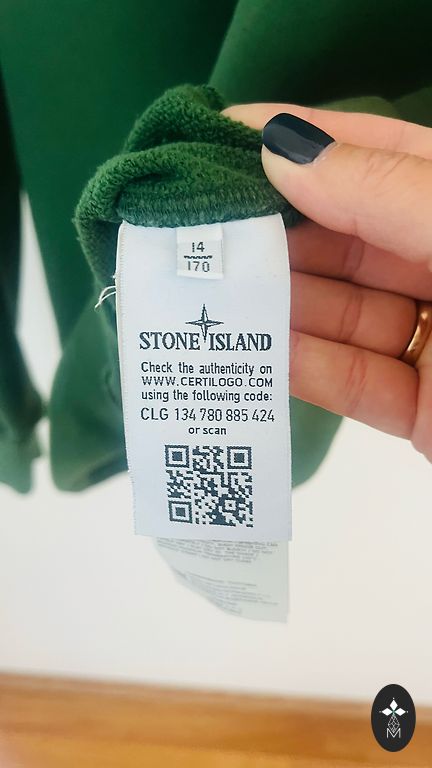 14
170
STONE ISLAND
Check the authenticity on
WWW.CERTILOGO.COM
using the following code:
CLG 134 780 885 424
or scan
M